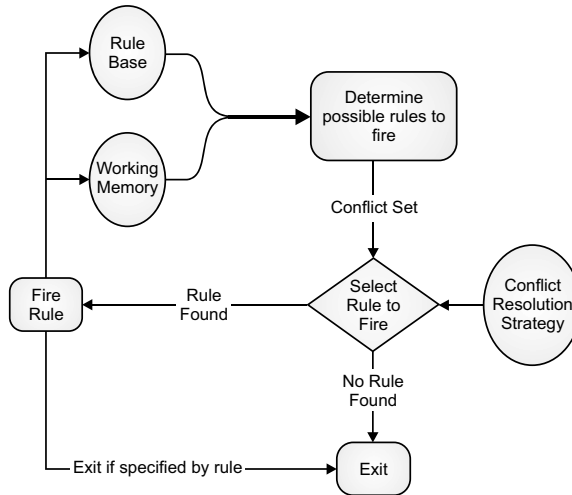 Rule
Base
Determine
possible rules to
fire
Working
Memory
Conflict Set
Fire
Rule
Rule
Found
Select
Rule to
Fire
Conflict
Resolution
Strategy
No Rule
Found
Exit if specified by rule
Exit